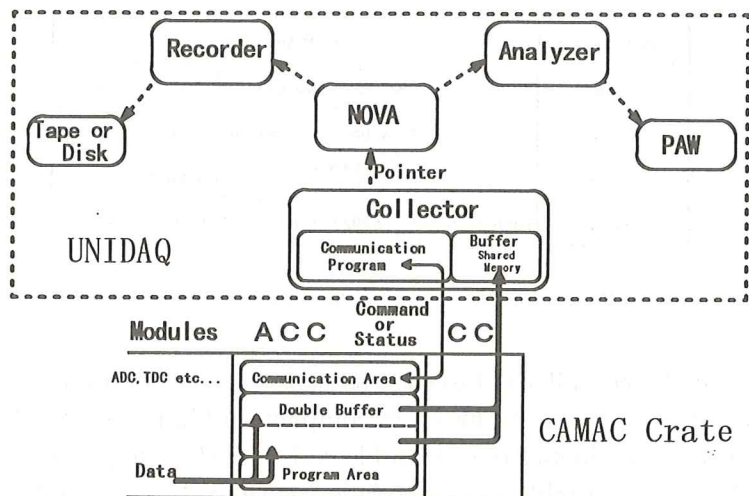 Recorder
Analyzer
NOVA
Tape or
Disk
PAW
Pointer
Collector
Communication
Program
Buffer
Shared
Memory
UNIDAQ
Command
or
Status
Modules
ACC
CC
ADC, TDC etc...
Communication Area
Double Buffer
CAMAC Crate
Data
Program Area